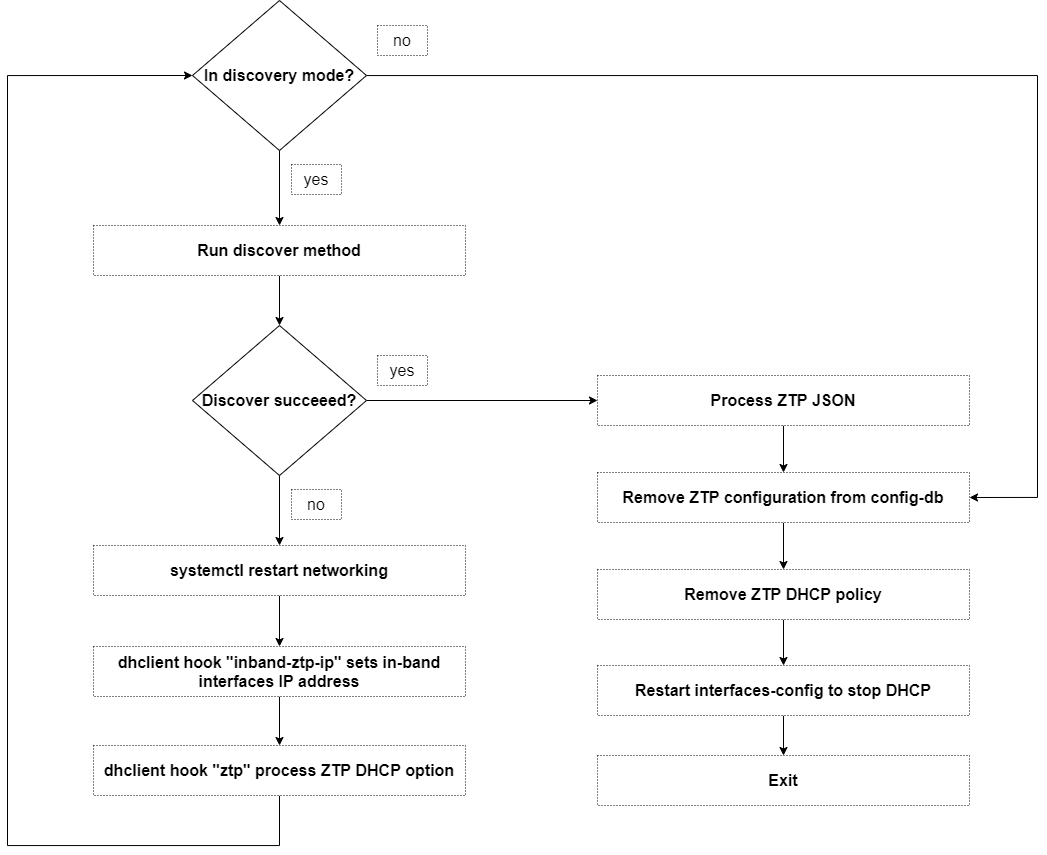 no
In discovery mode?
yes
Run discover method
yes
Discover succeeed?
Process ZTP JSON
Remove ZTP configuration from config-db
no
systemctl restart networking
Remove ZTP DHCP policy
dhclient hook "inband-ztp-ip" sets in-band
interfaces IP address
Restart interfaces-config to stop DHCP
dhclient hook "ztp" process ZTP DHCP option
Exit